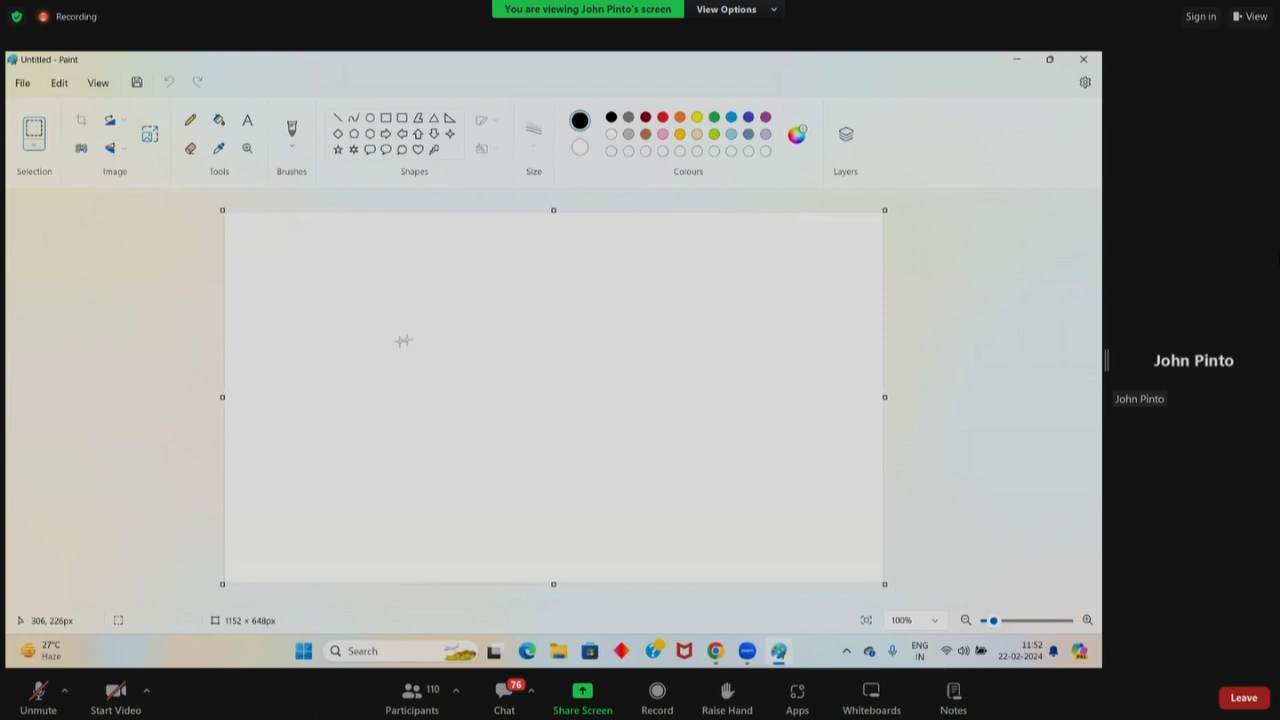 Recording
You are viewing John Pinto's screen
View Options
Sign in
View
Untitled - Paint
File
Edit
View
Selection
Image
Tools
Brushes
Shapes
Size
Colours
Layers
John Pinto
John Pinto
306, 226px
1152 × 648px
100%
27°C
Haze
Search
ENG
IN
11:52
22-02-2024
Unmute
Start Video
Participants
110
Chat
76
Share Screen
Record
Raise Hand
Apps
Whiteboards
Notes
Leave